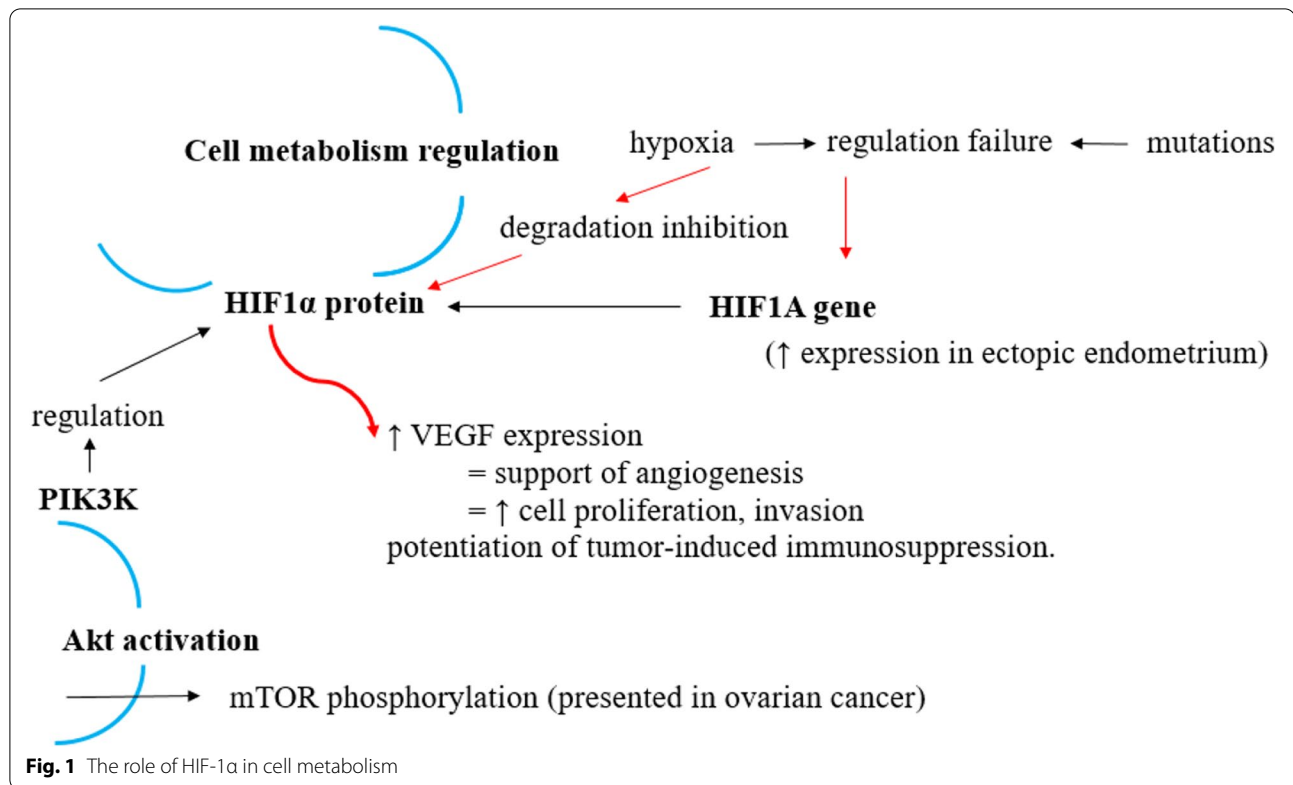 Cell metabolism regulation
hypoxia
regulation failure
mutations
degradation inhibition
HIF1α protein
HIF1A gene
(↑ expression in ectopic endometrium)
regulation
PIK3K
↑ VEGF expression
= support of angiogenesis
= ↑ cell proliferation, invasion
potentiation of tumor-induced immunosuppression.
Akt activation
mTOR phosphorylation (presented in ovarian cancer)
Fig. 1 The role of HIF-1α in cell metabolism